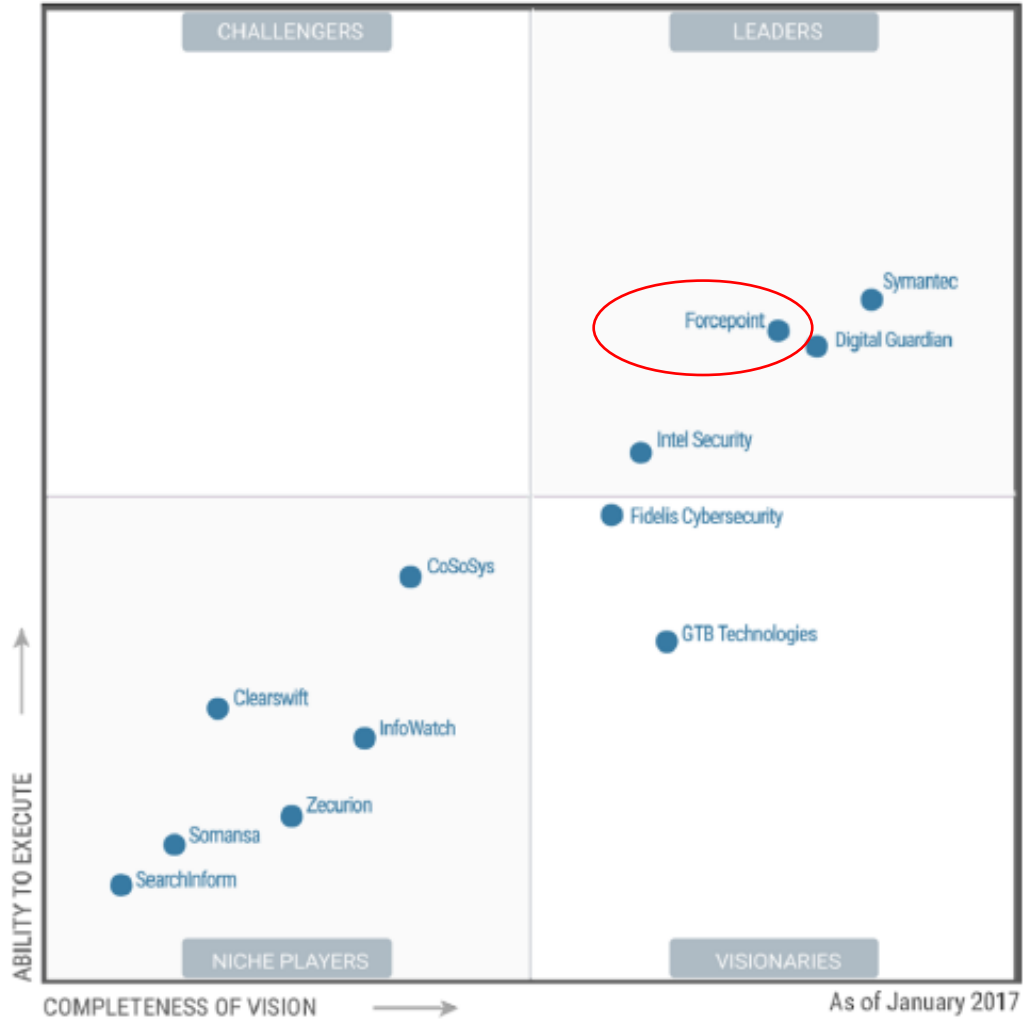 CHALLENGERS
LEADERS
Symantec
Forcepoint
Digital Guardian
Intel Security
Fidelis Cybersecurity
CoSoSys
GTB Technologies
Clearswift
InfoWatch
Zecurion
Somansa
SearchInform
ABILITY TO EXECUTE
NICHE PLAYERS
VISIONARIES
COMPLETENESS OF VISION
As of January 2017